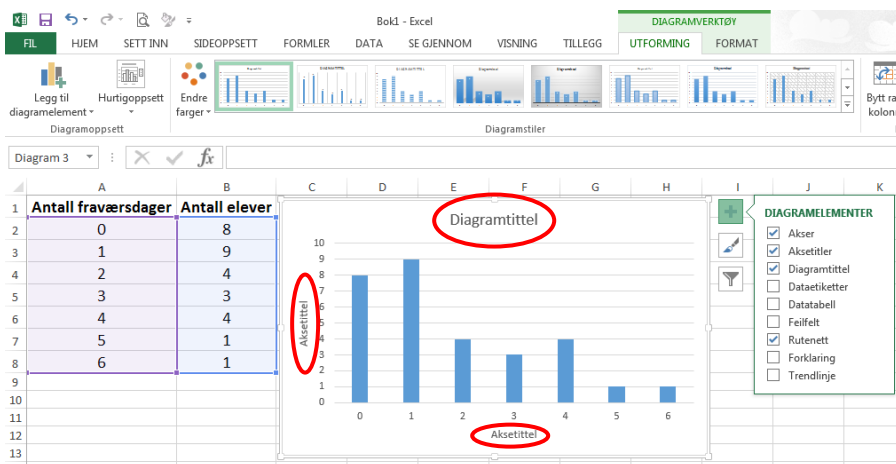 Bok1 - Excel
DIAGRAMVERKTØY
FIL HJEM SETT INN SIDEOPPSETT FORMLER DATA SE GJENNOM VISNING TILLEGG UTFORMING FORMAT
Legg til diagramelement
Hurtigoppsett
Endre farger
Bytt ra
kolon
Diagramoppsett
Diagramstiler
Diagram 3
fx
A B C D E F G H I J K
1 Antall fraværsdager Antall elever
2 0 8
3 1 9
4 2 4
5 3 3
6 4 4
7 5 1
8 6 1
9
10
11
12
13
Diagramtittel
10
9
8
7
6
5
4
3
2
1
0
Aksetittel
0 1 2 3 4 5 6
Aksetittel
DIAGRAMELEMENTER
Akser
Aksetitler
Diagramtittel
Dataetiketter
Datatabell
Feilfelt
Rutenett
Forklaring
Trendlinje